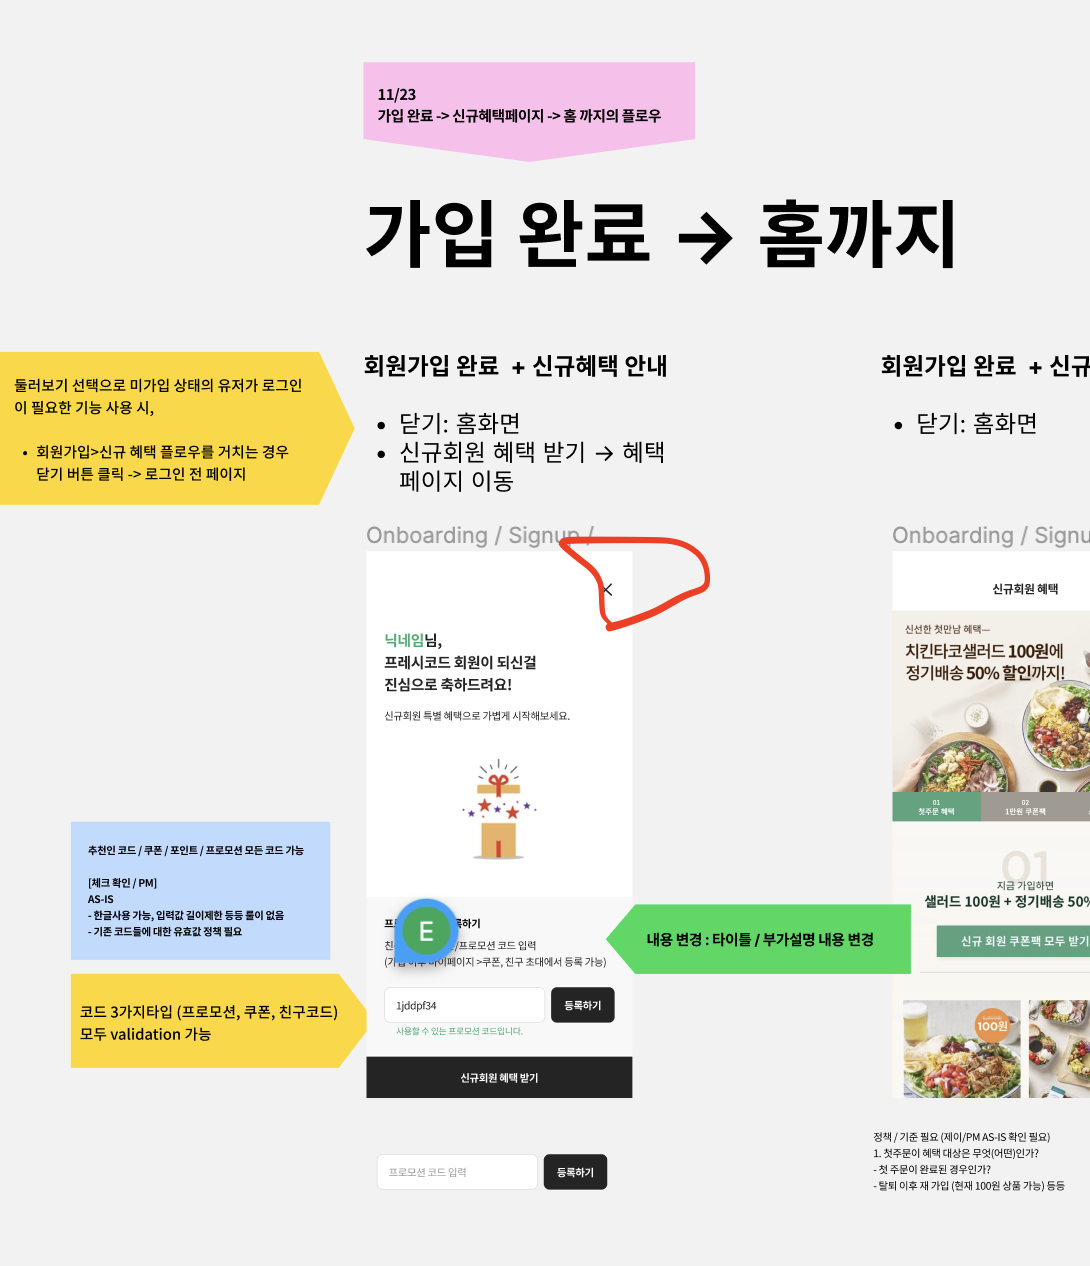 11/23
가입 완료 -> 신규혜택페이지 -> 홈 까지의 플로우
가입 완료 → 홈까지
둘러보기 선택으로 미가입 상태의 유저가 로그인
이 필요한 기능 사용 시,
• 회원가입>신규 혜택 플로우를 거치는 경우
닫기 버튼 클릭 -> 로그인 전 페이지
회원가입 완료 + 신규혜택 안내
• 닫기: 홈화면
• 신규회원 혜택 받기 → 혜택
페이지 이동
Onboarding / Signup /
닉네임님,
프레시코드 회원이 되신걸
진심으로 축하드려요!
신규회원 특별 혜택으로 가볍게 시작해보세요.
추천인 코드 / 쿠폰 / 포인트 / 프로모션 모든 코드 가능
[체크 확인 / PM]
AS-IS
- 한글사용 가능, 입력값 길이제한 등등 룰이 없음
- 기존 코드들에 대한 유효값 정책 필요
코드 3가지타입 (프로모션, 쿠폰, 친구코드)
모두 validation 가능
E
록하기
/프로모션 코드 입력
마이페이지 >쿠폰, 친구 초대에서 등록 가능)
내용 변경 : 타이틀 / 부가설명 내용 변경
1jddpf34
등록하기
사용할 수 있는 프로모션 코드입니다.
신규회원 혜택 받기
프로모션 코드 입력
등록하기
회원가입 완료 + 신규
• 닫기: 홈화면
Onboarding / Signu
신규회원 혜택
신선한 첫만남 혜택—
치킨타코샐러드 100원에
정기배송 50% 할인까지!
01
첫주문 혜택
02
1만원 쿠폰팩
01
지금 가입하면
샐러드 100원 + 정기배송 50%
신규 회원 쿠폰팩 모두 받기
100원
정책 / 기준 필요 (제이/PM AS-IS 확인 필요)
1. 첫주문이 혜택 대상은 무엇(어떤)인가?
- 첫 주문이 완료된 경우인가?
- 탈퇴 이후 재 가입 (현재 100원 상품 가능) 등등